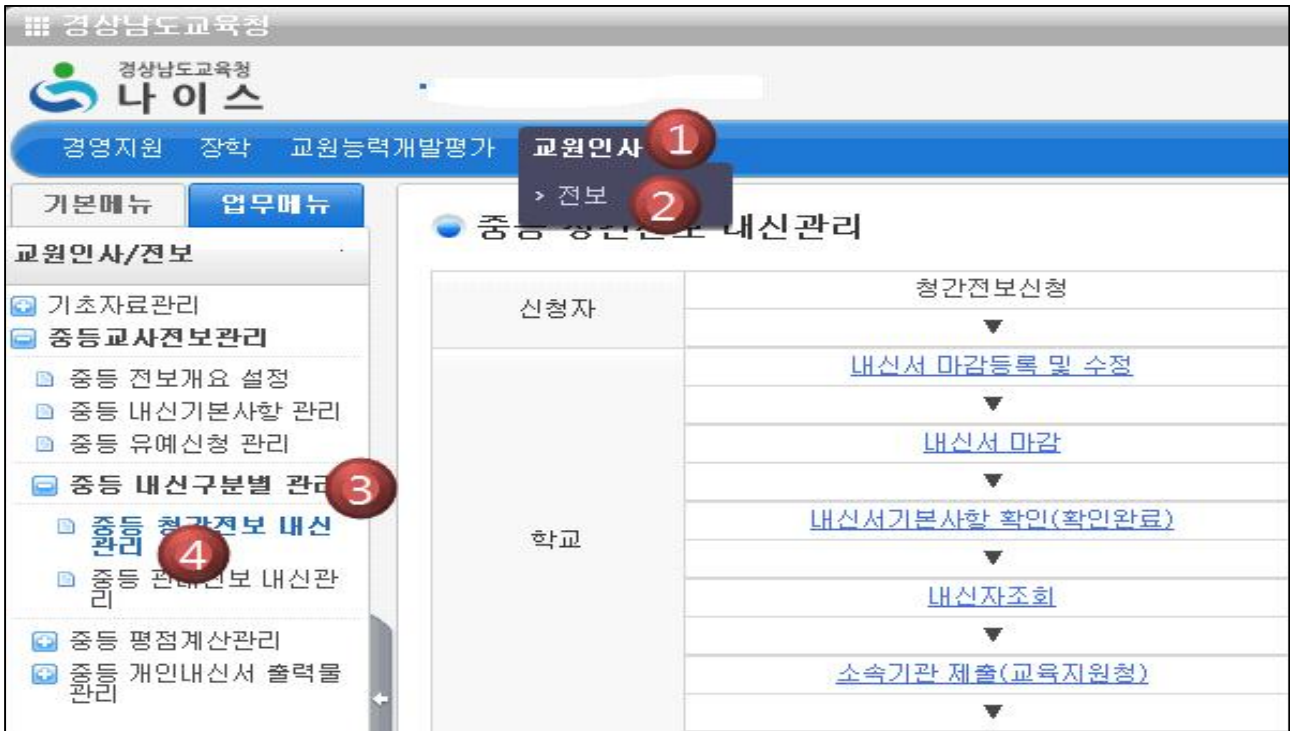 경상남도교육청
경상남도교육청
나이스
경영지원 장학 교원능력개발평가 교원인사 1
> 전보 2
기본메뉴 업무메뉴
교원인사/전보
기초자료관리
중등교사전보관리
중등 전보개요 설정
중등 내신기본사항 관리
중등 유예신청 관리
중등 내신구분별 관리 3
중등 청간전보 내신
관리 4
중등 관내전보 내신관
리
중등 평점계산관리
중등 개인내신서 출력물
관리
중등 청간전보 내신관리
신청자
청간전보신청
▼
학교
내신서 마감등록 및 수정
▼
내신서 마감
▼
내신서기본사항 확인(확인완료)
▼
내신자조회
▼
소속기관 제출(교육지원청)
▼